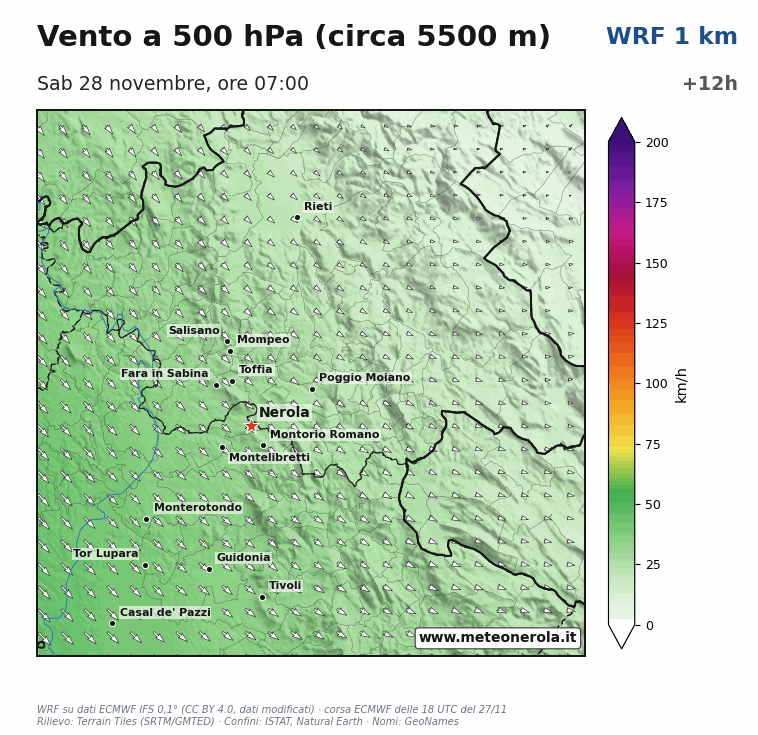 Vento a 500 hPa (circa 5500 m)
WRF 1 km
Sab 28 novembre, ore 07:00
+12h
Rieti
Salisano
Mompeo
Fara in Sabina
Toffia
Poggio Moiano
Nerola
Montorio Romano
Montelibretti
Monterotondo
Tor Lupara
Guidonia
Tivoli
Casal de' Pazzi
www.meteonerola.it
200
175
150
125
100
75
50
25
0
km/h
WRF su dati ECMWF IFS 0,1° (CC BY 4.0, dati modificati) · corsa ECMWF delle 18 UTC del 27/11
Rilievo: Terrain Tiles (SRTM/GMTED) · Confini: ISTAT, Natural Earth · Nomi: GeoNames